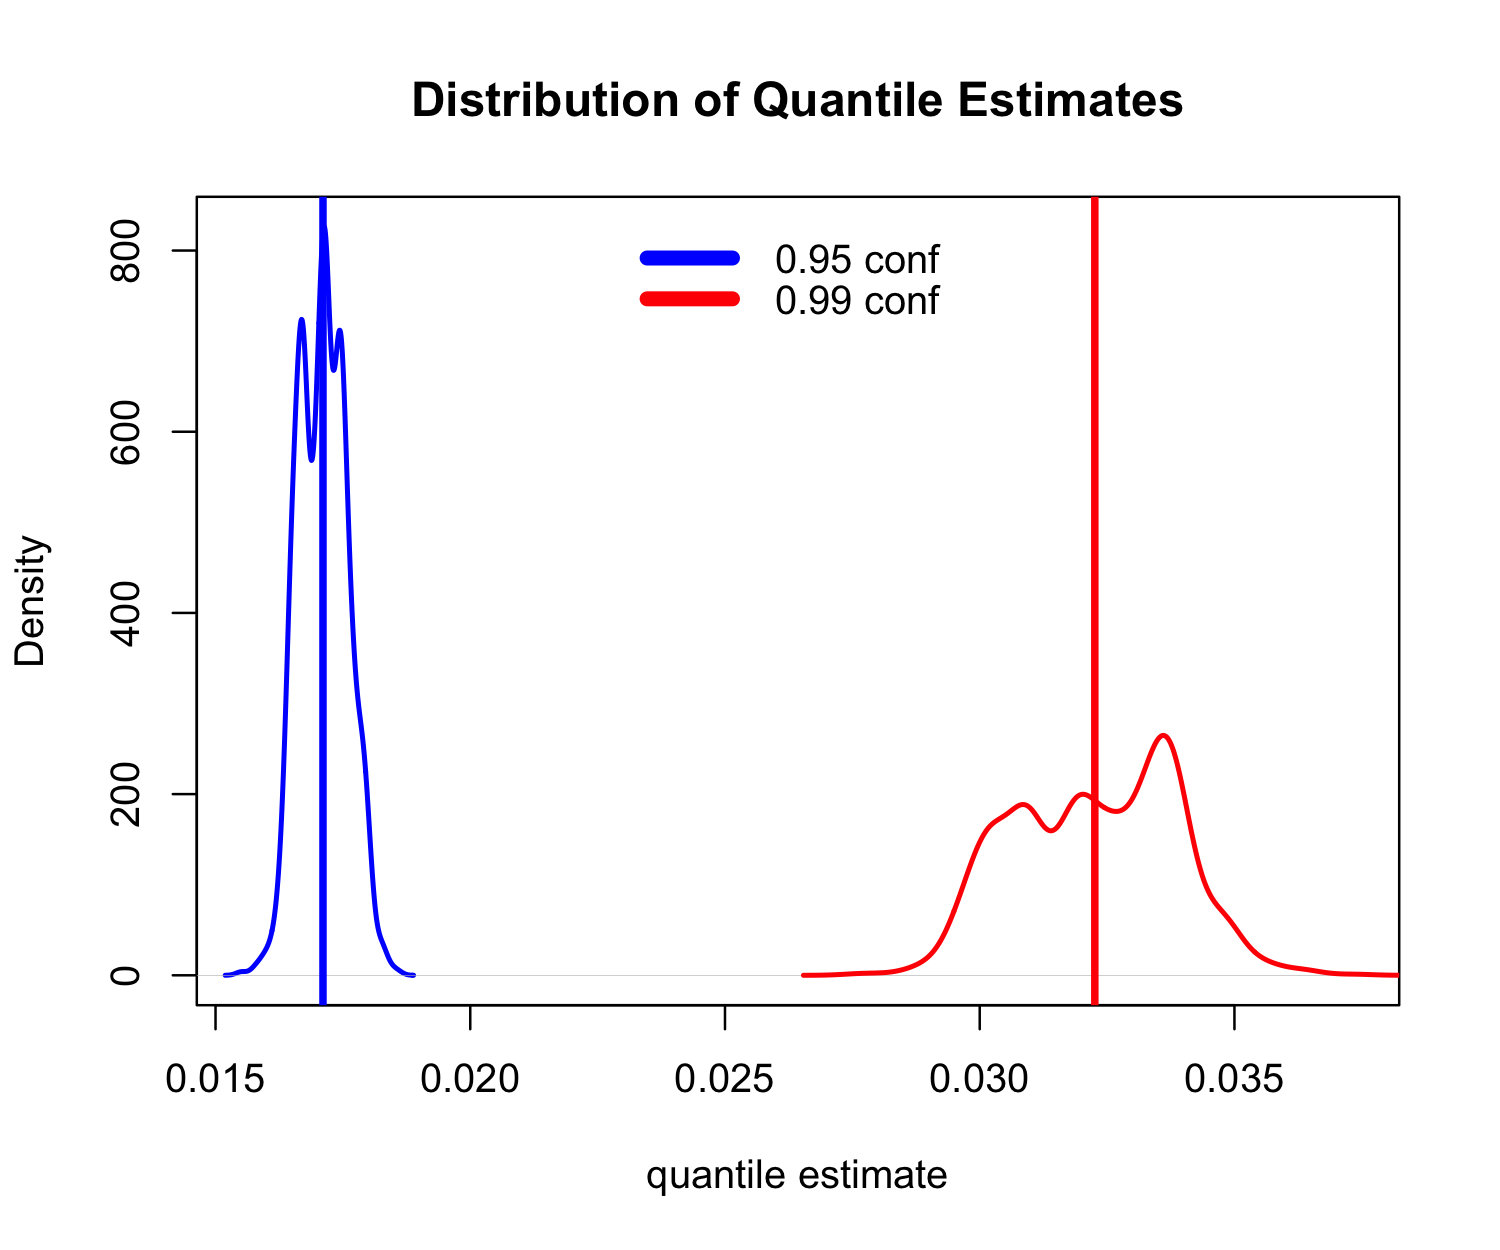 Distribution of Quantile Estimates
0.95 conf
0.99 conf
Density
800
600
400
200
0
0.015 0.020 0.025 0.030 0.035
quantile estimate